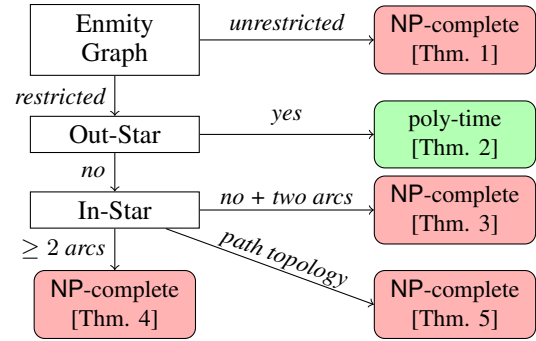 Enmity
Graph
unrestricted
NP-complete
[Thm. 1]
restricted
Out-Star
yes
poly-time
[Thm. 2]
no
In-Star
no + two arcs
NP-complete
[Thm. 3]
≥ 2 arcs
path topology
NP-complete
[Thm. 4]
NP-complete
[Thm. 5]